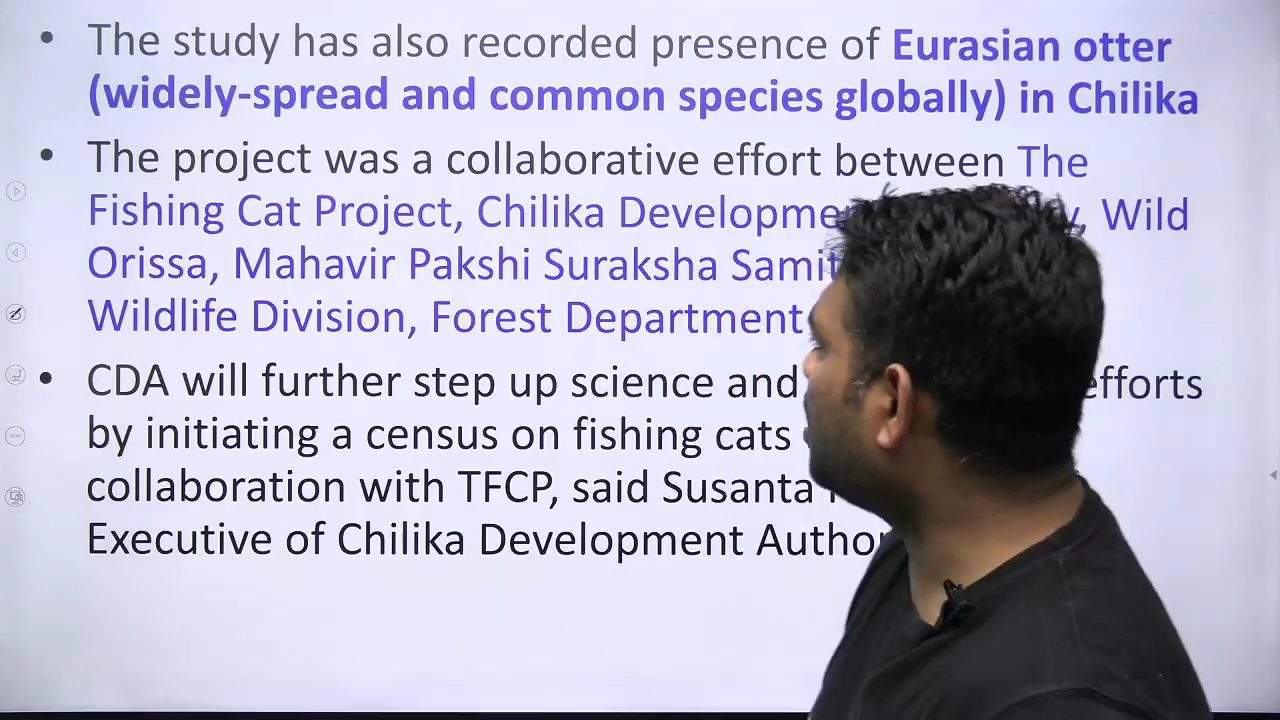 • The study has also recorded presence of Eurasian otter
(widely-spread and common species globally) in Chilika
• The project was a collaborative effort between The
Fishing Cat Project, Chilika Wild
Orissa, Mahavir Pakshi Suraksha
Wildlife Division, Forest Department
• CDA will further step up science and efforts
by initiating a census on fishing cats
collaboration with TFCP, said Susanta
Executive of Chilika Development